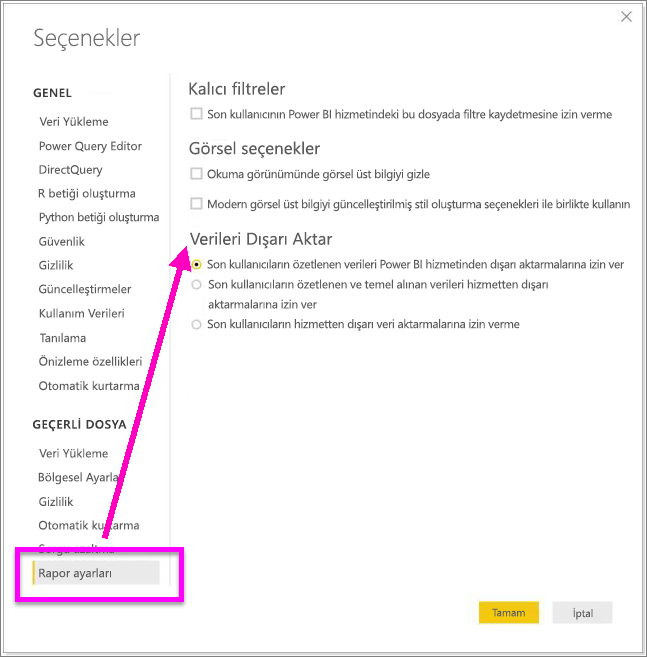 Seçenekler
GENEL
Veri Yükleme
Power Query Editor
DirectQuery
R betiği oluşturma
Python betiği oluşturma
Güvenlik
Gizlilik
Güncelleştirmeler
Kullanım Verileri
Tanılama
Önizleme özellikleri
Otomatik kurtarma
GEÇERLİ DOSYA
Veri Yükleme
Bölgesel Ayarla
Gizlilik
Otomatik kurtarma
Sorgu azaltma
Rapor ayarları
Kalıcı filtreler
Son kullanıcının Power BI hizmetindeki bu dosyada filtre kaydetmesine izin verme
Görsel seçenekler
Okuma görünümünde görsel üst bilgiyi gizle
Modern görsel üst bilgiyi güncelleştirilmiş stil oluşturma seçenekleri ile birlikte kullanın
Verileri Dışarı Aktar
Son kullanıcıların özetlenen verileri Power BI hizmetinden dışarı aktarmalarına izin ver
Son kullanıcıların özetlenen ve temel alınan verileri hizmetten dışarı
aktarmalarına izin ver
Son kullanıcıların hizmetten dışarı veri aktarmalarına izin verme
Tamam
İptal